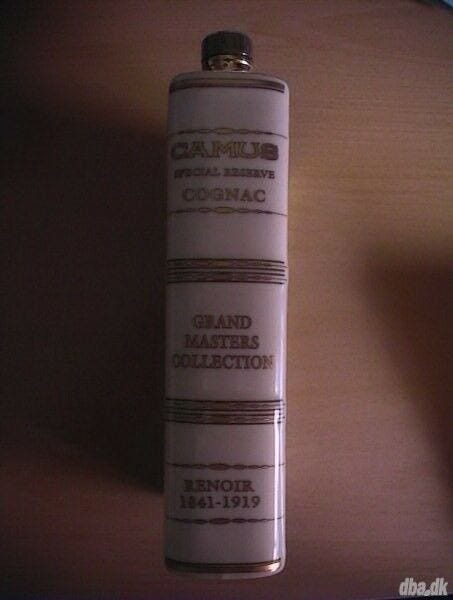 CAMUS
SPECIAL RESERVE
COGNAC
GRAND
MASTERS
COLLECTION
RENOIR
1841-1919
dba.dk